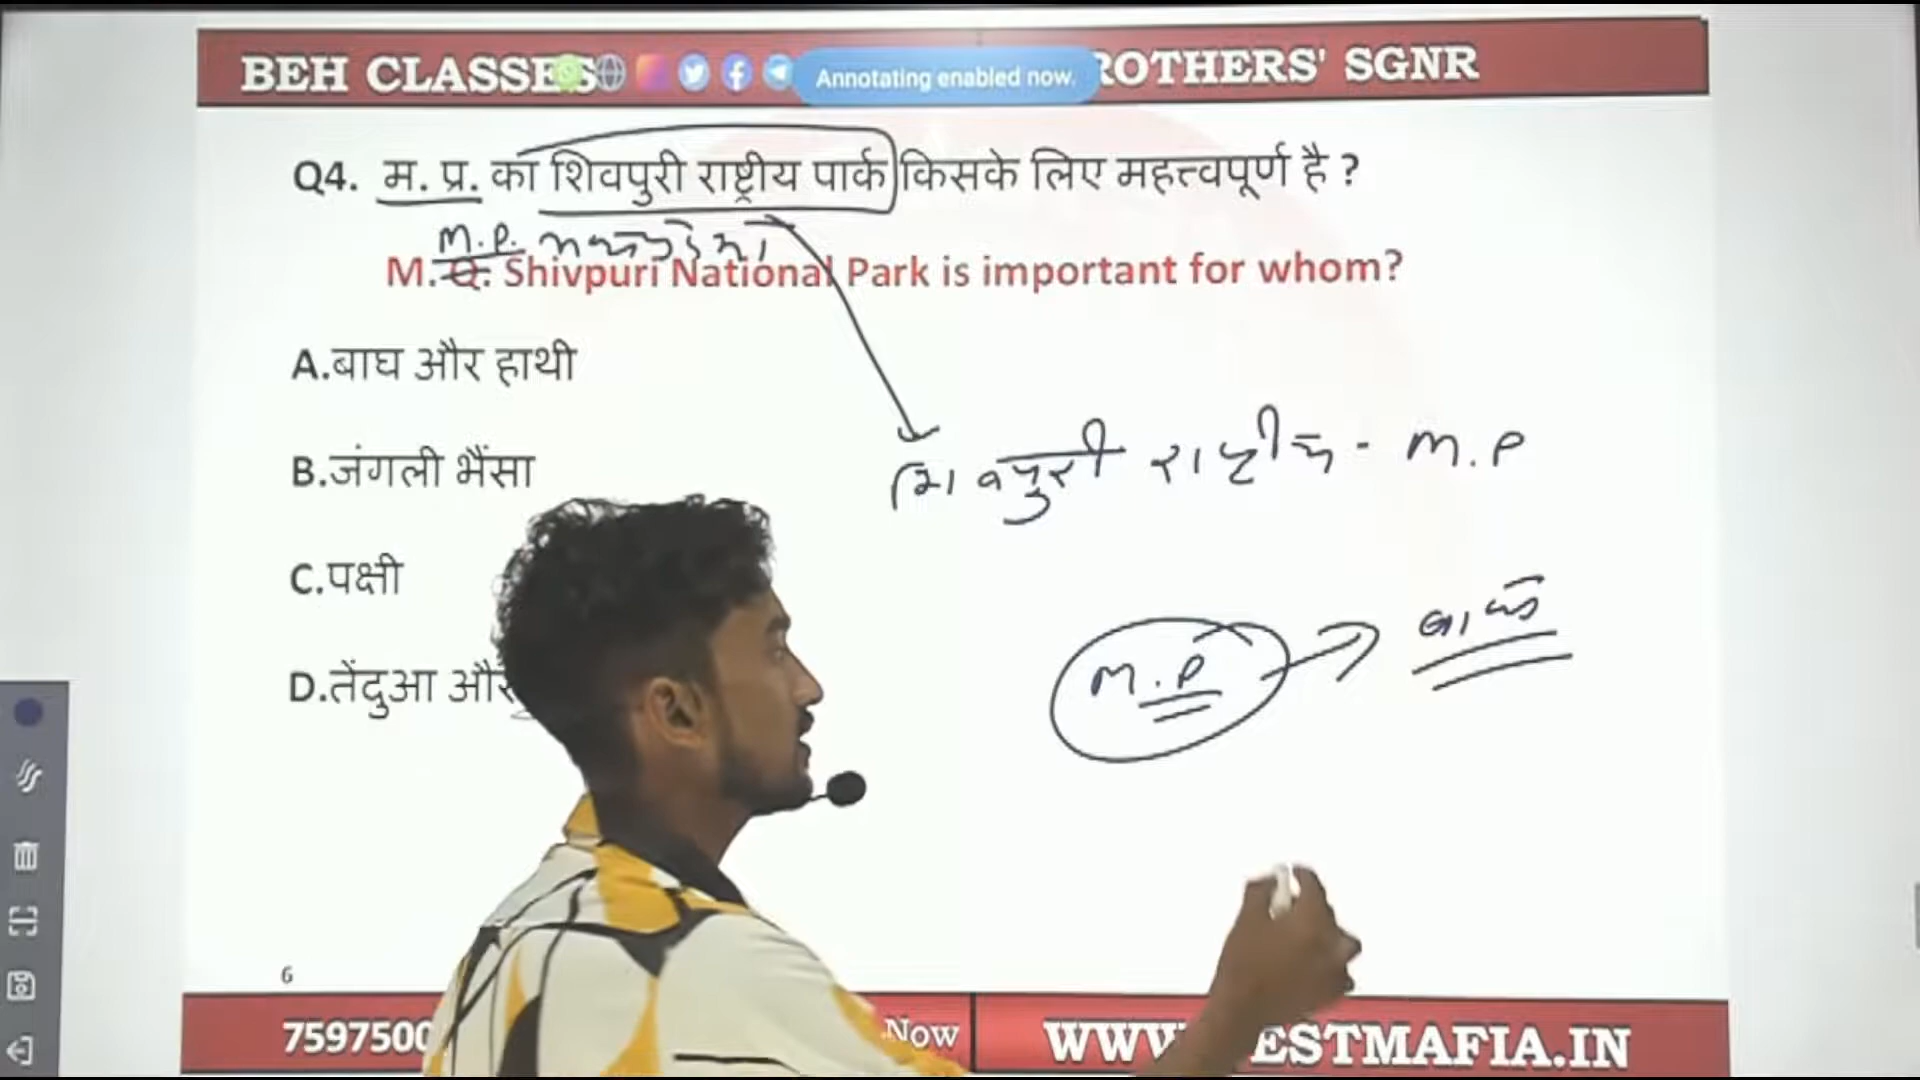 BEH CLASSES ROTHERS' SGNR
Annotating enabled now.
Q4. म. प्र. का शिवपुरी राष्ट्रीय पार्क किसके लिए महत्त्वपूर्ण है ?
M.P.
M.Q. Shivpuri National Park is important for whom?
A.बाघ और हाथी
शिवपुरी राष्ट्रीय - M.P
B.जंगली भैंसा
C.पक्षी
M.P
D.तेंदुआ और
6
7597500 Now WWW ESTMAFIA.IN